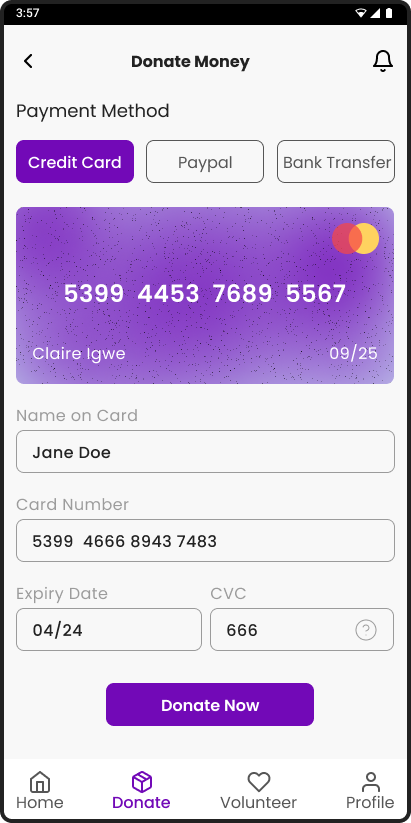 3:57
Donate Money
Payment Method
Credit Card Paypal Bank Transfer
5399 4453 7689 5567
Claire Igwe 09/25
Name on Card
Jane Doe
Card Number
5399 4666 8943 7483
Expiry Date CVC
04/24 666 ?
Donate Now
Home Donate Volunteer Profile